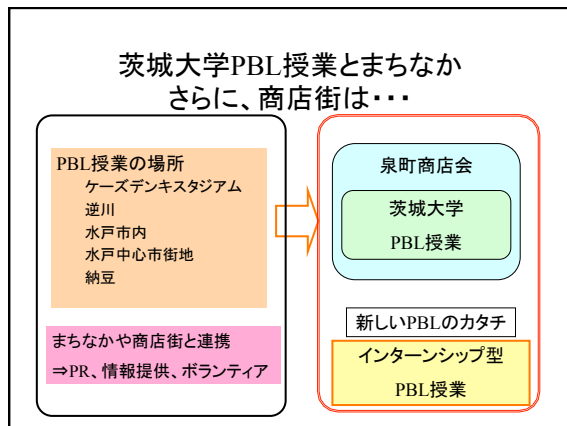 茨城大学PBL授業とまちなか
さらに、商店街は・・・
PBL授業の場所
ケーズデンキスタジアム
逆川
水戸市内
水戸中心市街地
納豆
まちなかや商店街と連携
⇒PR、情報提供、ボランティア
泉町商店会
茨城大学
PBL授業
新しいPBLのカタチ
インターンシップ型
PBL授業